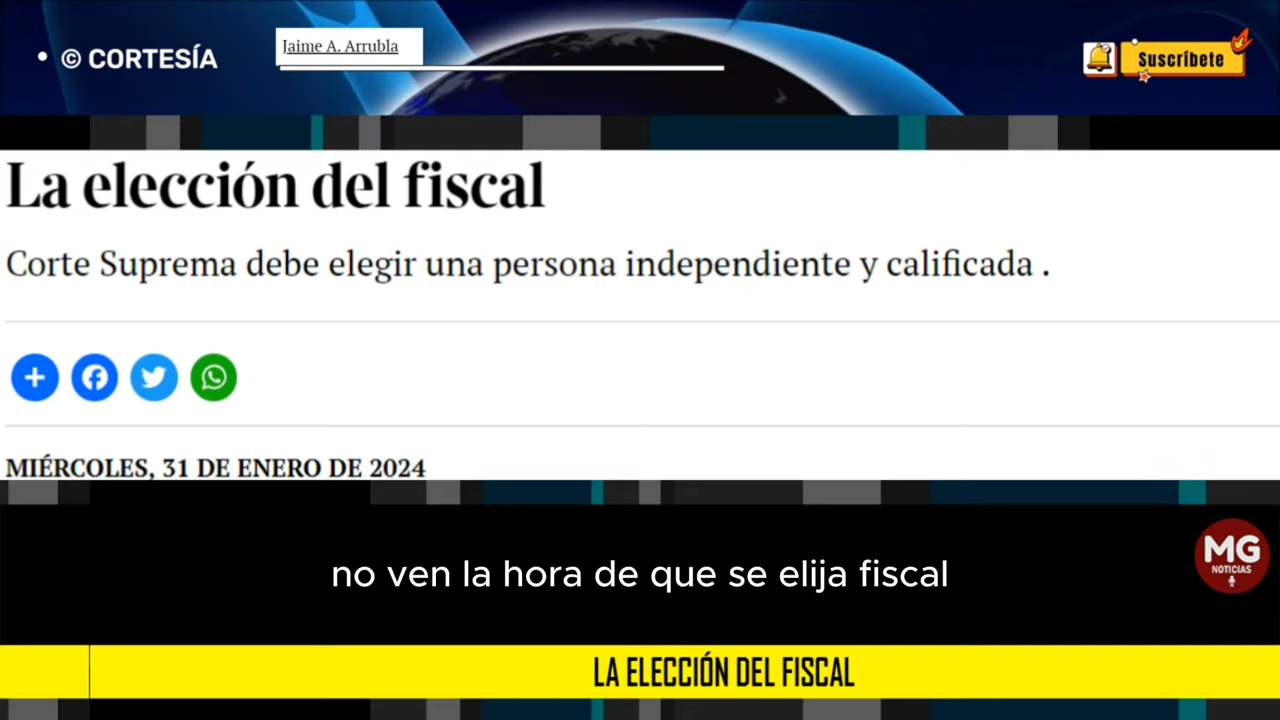 • © CORTESÍA
Jaime A. Arrubla
Suscríbete
La elección del fiscal
Corte Suprema debe elegir una persona independiente y calificada .
MIÉRCOLES, 31 DE ENERO DE 2024
MG
NOTICIAS
no ven la hora de que se elija fiscal
LA ELECCIÓN DEL FISCAL